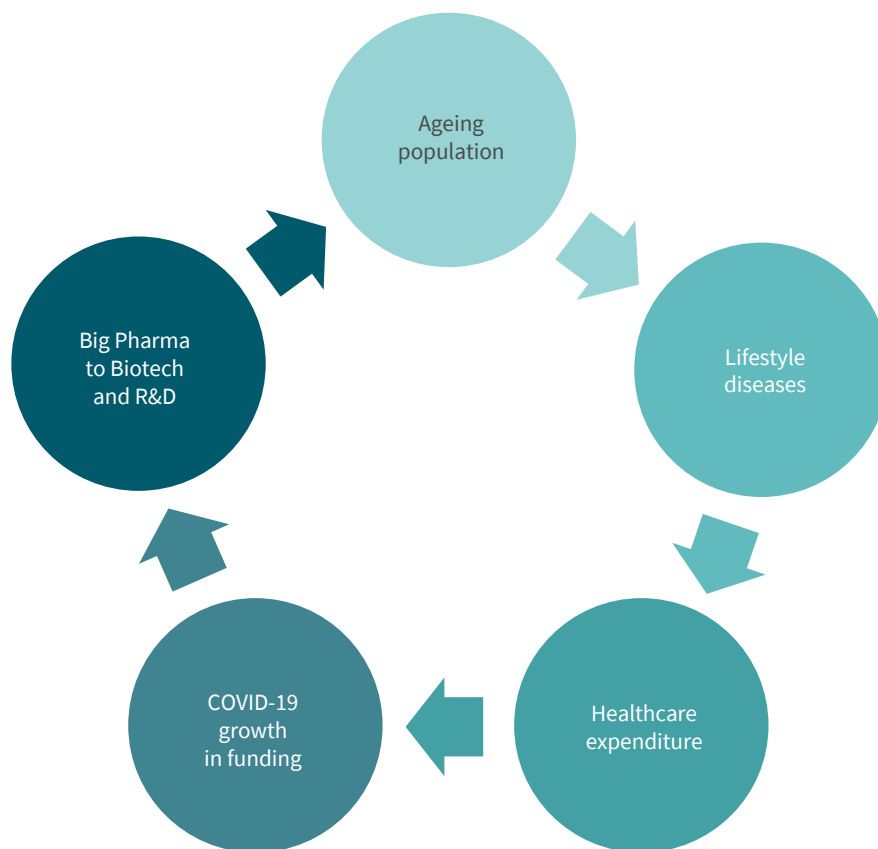 Ageing
population
Lifestyle
diseases
Healthcare
expenditure
COVID-19
growth
in funding
Big Pharma
to Biotech
and R&D